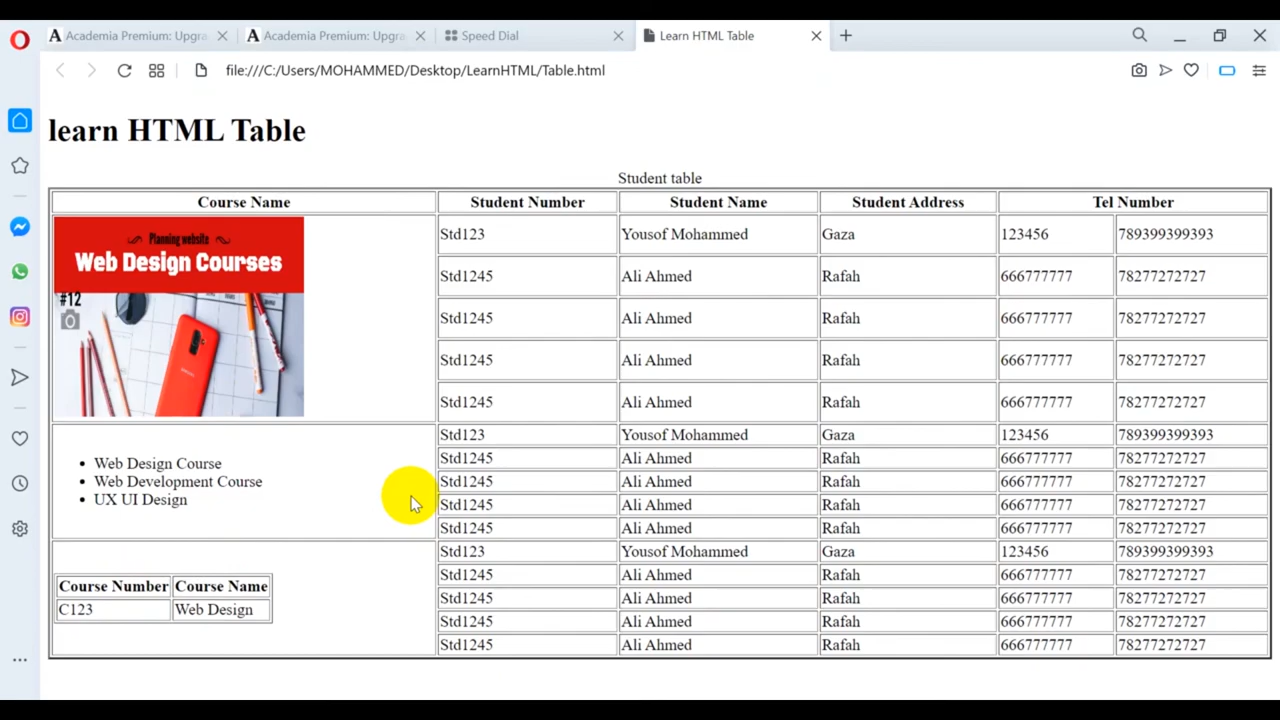 Academia Premium: Upgra
Academia Premium: Upgra
Speed Dial
Learn HTML Table
file:///C:/Users/MOHAMMED/Desktop/LearnHTML/Table.html
learn HTML Table
Student table
Course Name Student Number Student Name Student Address Tel Number
Planning website
Web Design Courses
#12
Std123 Yousof Mohammed Gaza 123456 789399399393
Std1245 Ali Ahmed Rafah 666777777 78277272727
Std1245 Ali Ahmed Rafah 666777777 78277272727
Std1245 Ali Ahmed Rafah 666777777 78277272727
Std1245 Ali Ahmed Rafah 666777777 78277272727
Web Design Course
Web Development Course
UX UI Design
Std123 Yousof Mohammed Gaza 123456 789399399393
Std1245 Ali Ahmed Rafah 666777777 78277272727
Std1245 Ali Ahmed Rafah 666777777 78277272727
Std1245 Ali Ahmed Rafah 666777777 78277272727
Std1245 Ali Ahmed Rafah 666777777 78277272727
Course Number Course Name
C123 Web Design
Std123 Yousof Mohammed Gaza 123456 789399399393
Std1245 Ali Ahmed Rafah 666777777 78277272727
Std1245 Ali Ahmed Rafah 666777777 78277272727
Std1245 Ali Ahmed Rafah 666777777 78277272727
Std1245 Ali Ahmed Rafah 666777777 78277272727